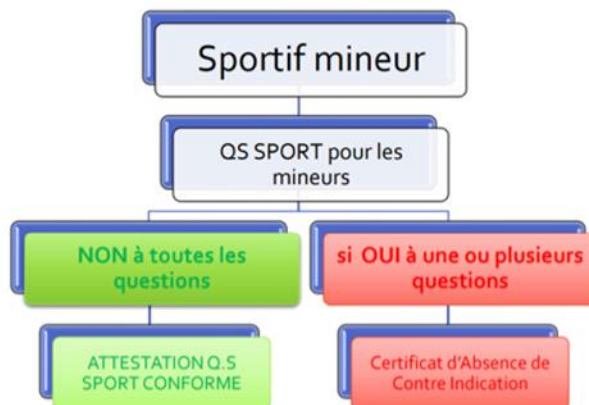 Sportif mineur
QS SPORT pour les
mineurs
NON à toutes les
questions
si OUI à une ou plusieurs
questions
ATTESTATION Q.S
SPORT CONFORME
Certificat d'Absence de
Contre Indication